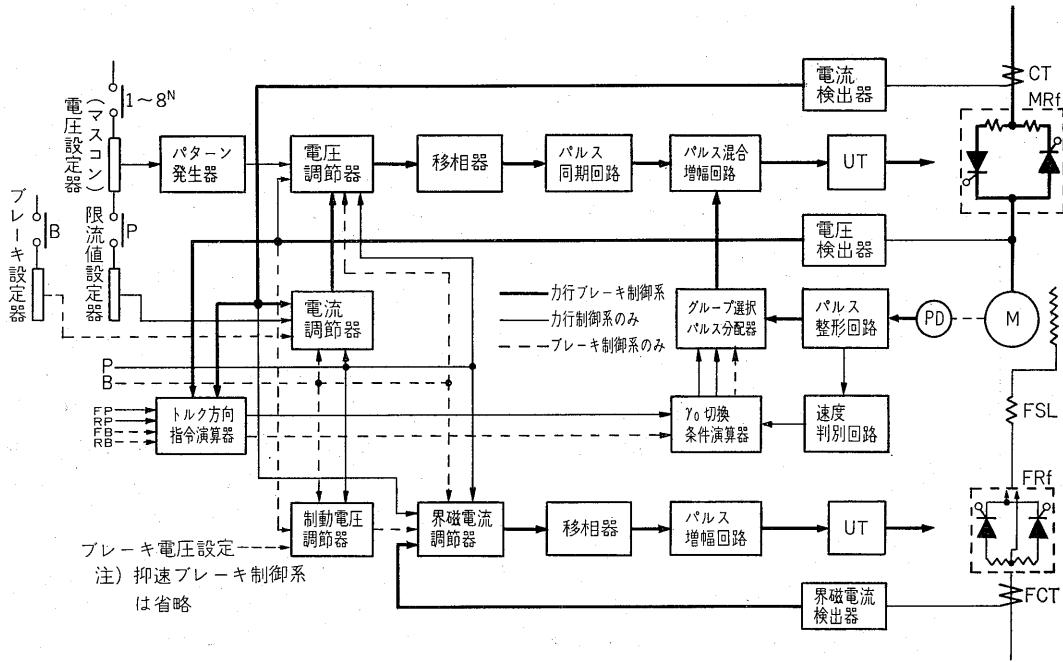 電流
検出器
CT
MRf
1~8ᴺ
電圧設定器
(マスコン)
パターン
発生器
電圧
調節器
移相器
パルス
同期回路
パルス混合
増幅回路
UT
ブレーキ設定器
B
限流値設定器
P
電圧
検出器
電流
調節器
力行ブレーキ制御系
力行制御系のみ
ブレーキ制御系のみ
グループ選択
パルス分配器
パルス
整形回路
PD
M
P
B
FP
RP
FB
RB
トルク方向
指令演算器
γ₀切換
条件演算器
速度
判別回路
FSL
FRf
制動電圧
調節器
界磁電流
調節器
移相器
パルス
増幅回路
UT
ブレーキ電圧設定
注) 抑速ブレーキ制御系
は省略
界磁電流
検出器
FCT